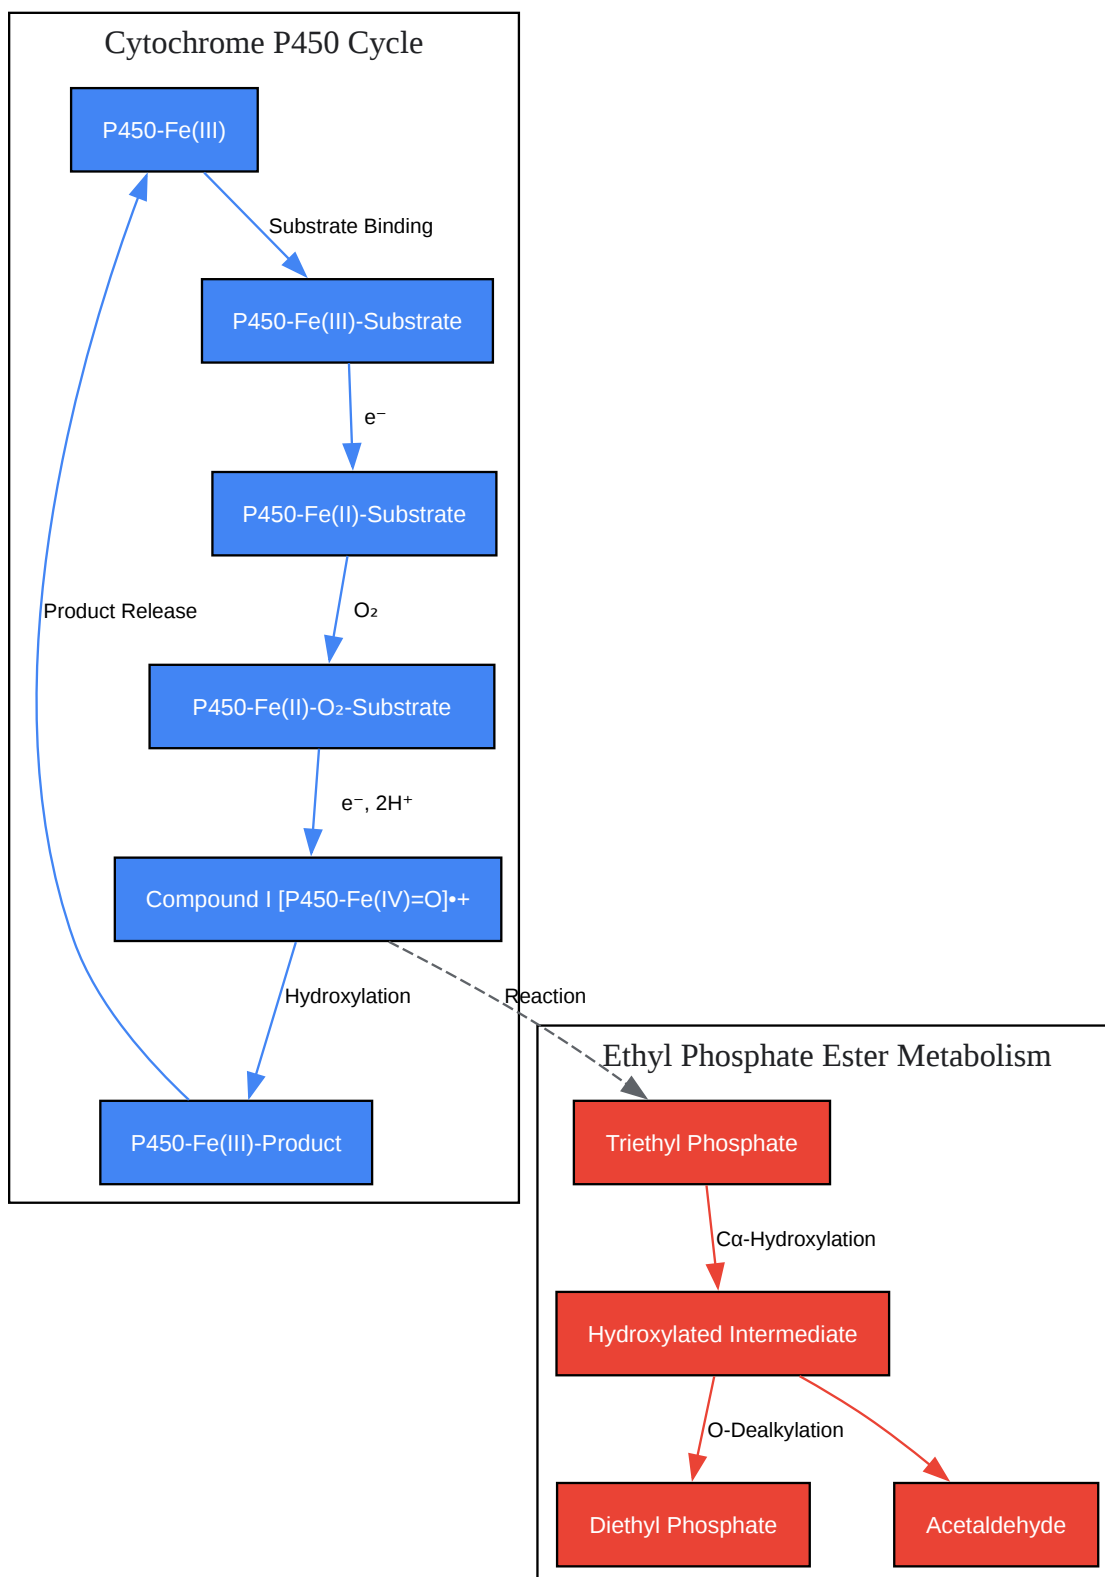 Cytochrome P450 Cycle
P450-Fe(III)
Substrate Binding
P450-Fe(III)-Substrate
e⁻
P450-Fe(II)-Substrate
Product Release
O₂
P450-Fe(II)-O₂-Substrate
e⁻, 2H⁺
Compound I [P450-Fe(IV)=O]•+
Hydroxylation
Reaction
P450-Fe(III)-Product
Ethyl Phosphate Ester Metabolism
Triethyl Phosphate
Cα-Hydroxylation
Hydroxylated Intermediate
O-Dealkylation
Diethyl Phosphate
Acetaldehyde